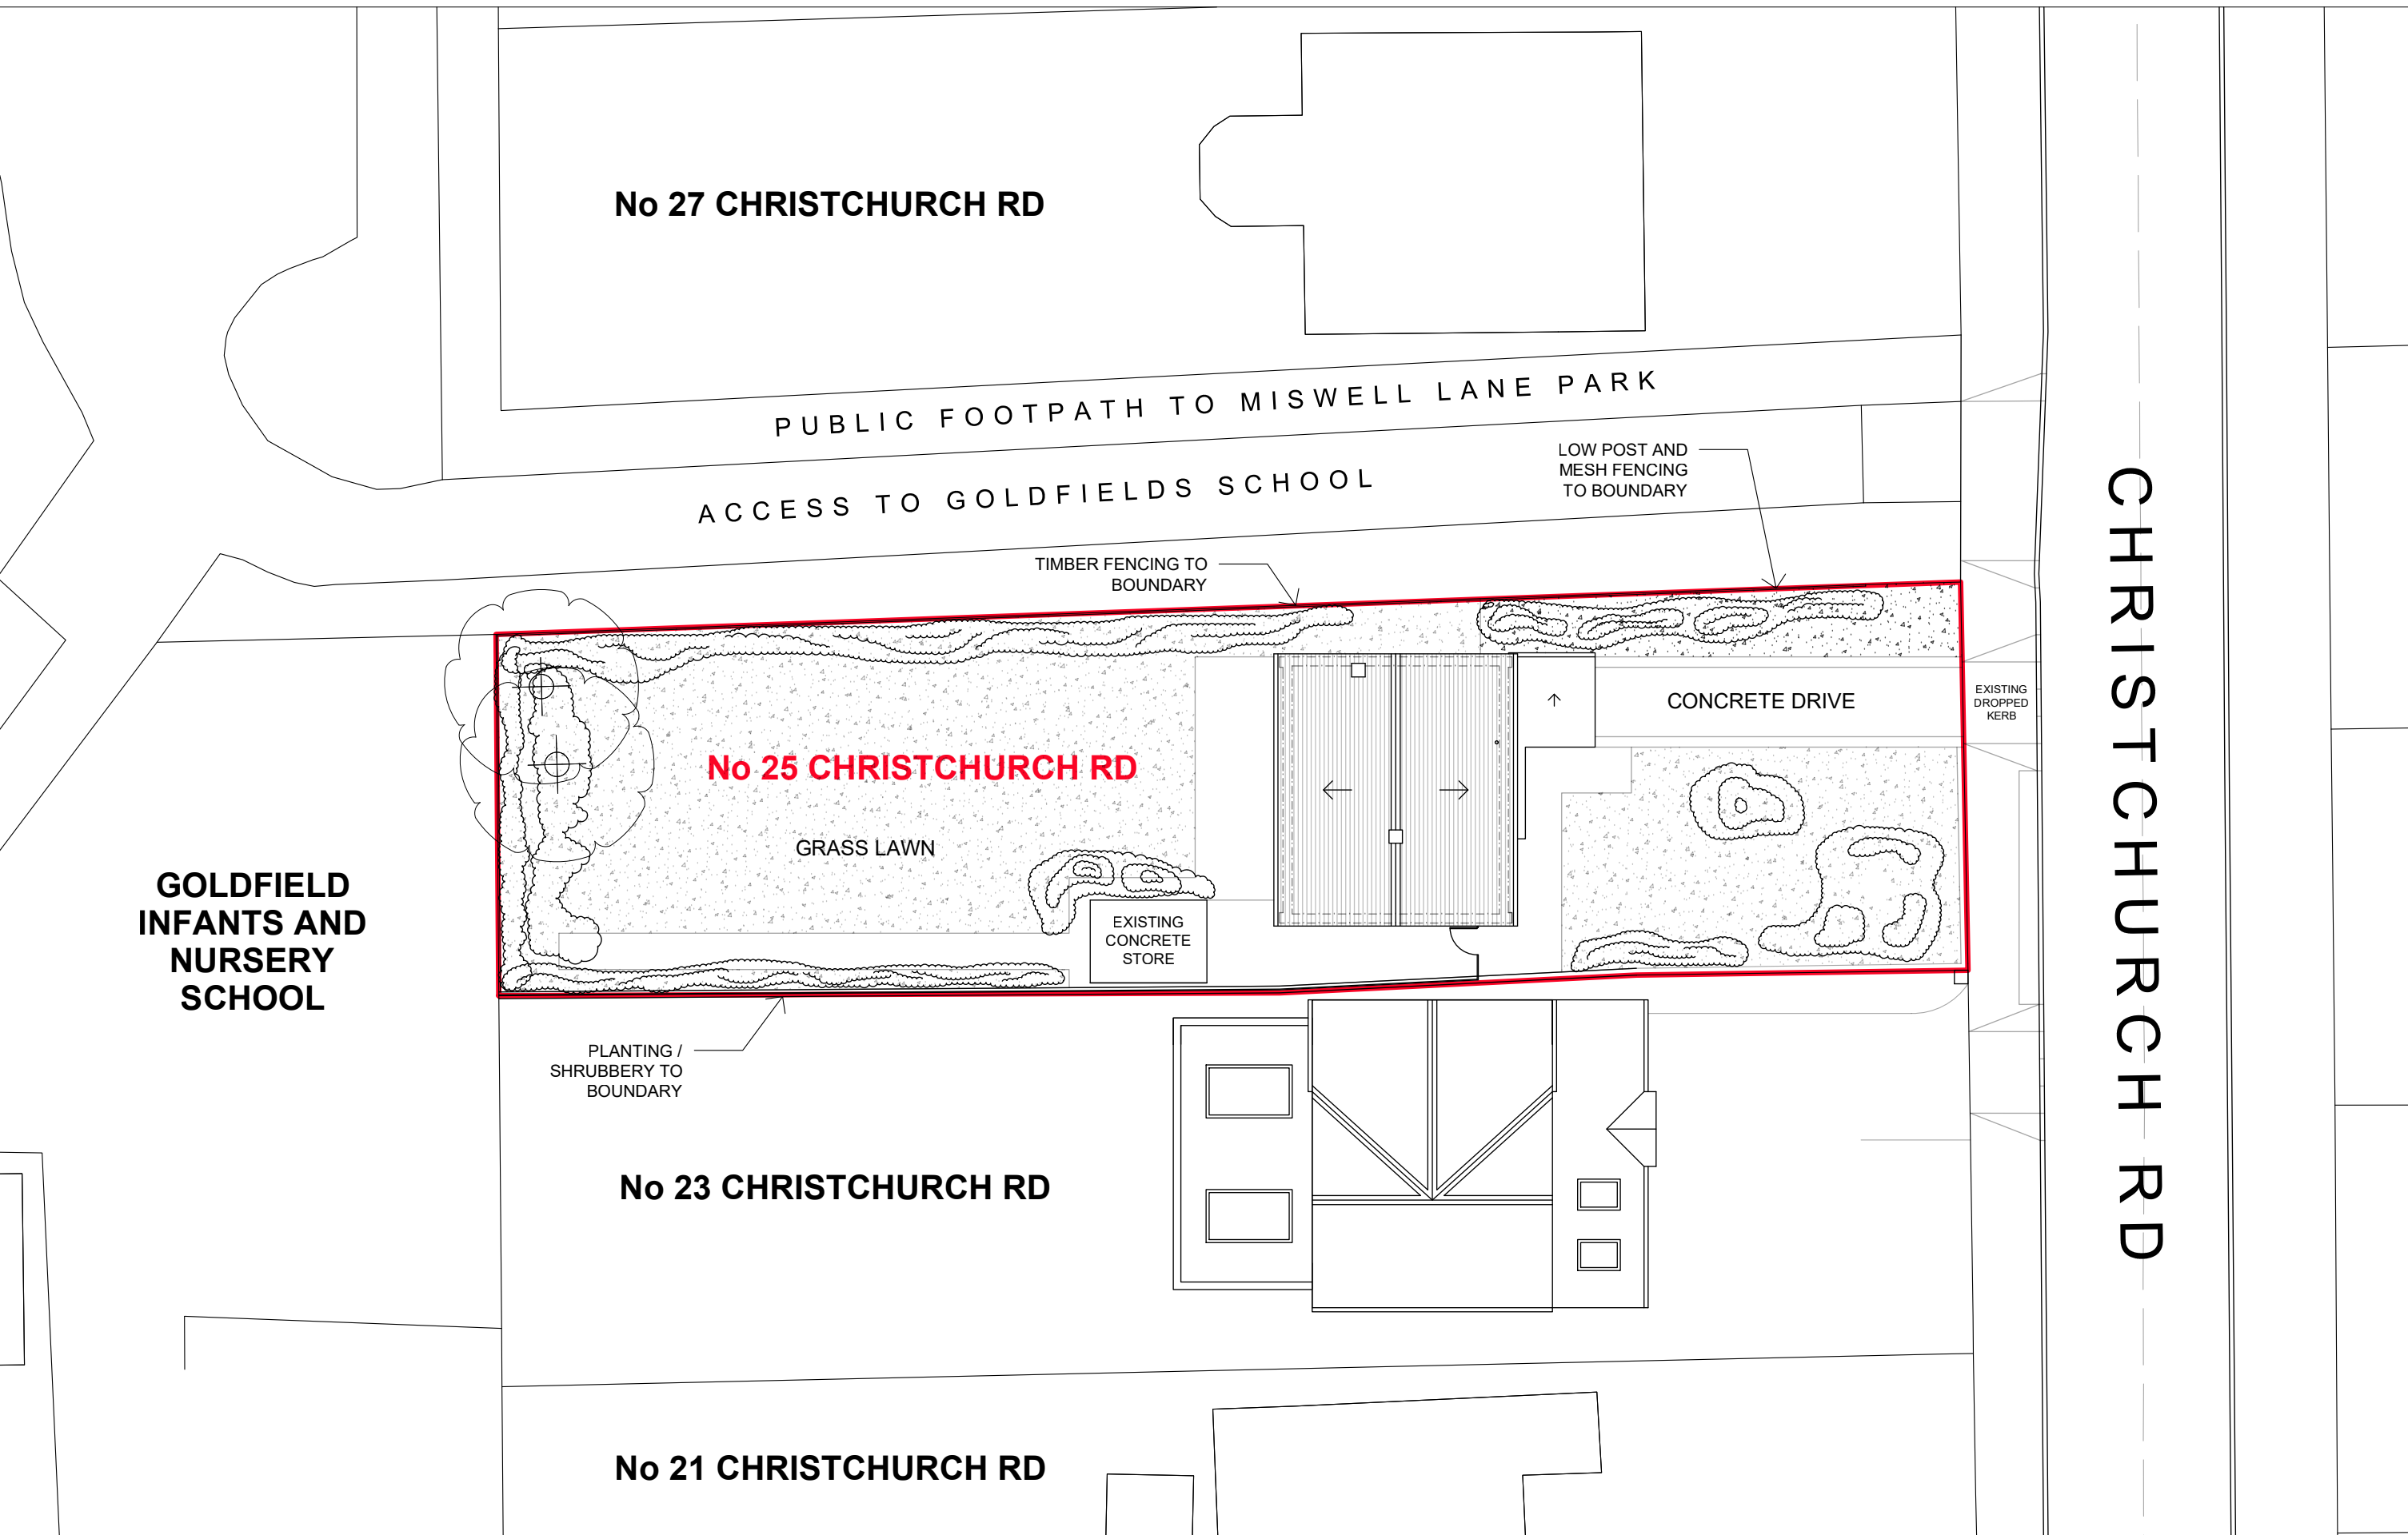 No 27 CHRISTCHURCH RD
PUBLIC FOOTPATH TO MISWELL LANE PARK
ACCESS TO GOLDFIELDS SCHOOL
LOW POST AND
MESH FENCING
TO BOUNDARY
TIMBER FENCING TO
BOUNDARY
CONCRETE DRIVE
EXISTING
DROPPED
KERB
No 25 CHRISTCHURCH RD
GRASS LAWN
EXISTING
CONCRETE
STORE
GOLDFIELD
INFANTS AND
NURSERY
SCHOOL
PLANTING /
SHRUBBERY TO
BOUNDARY
No 23 CHRISTCHURCH RD
No 21 CHRISTCHURCH RD
CHRISTCHURCH RD